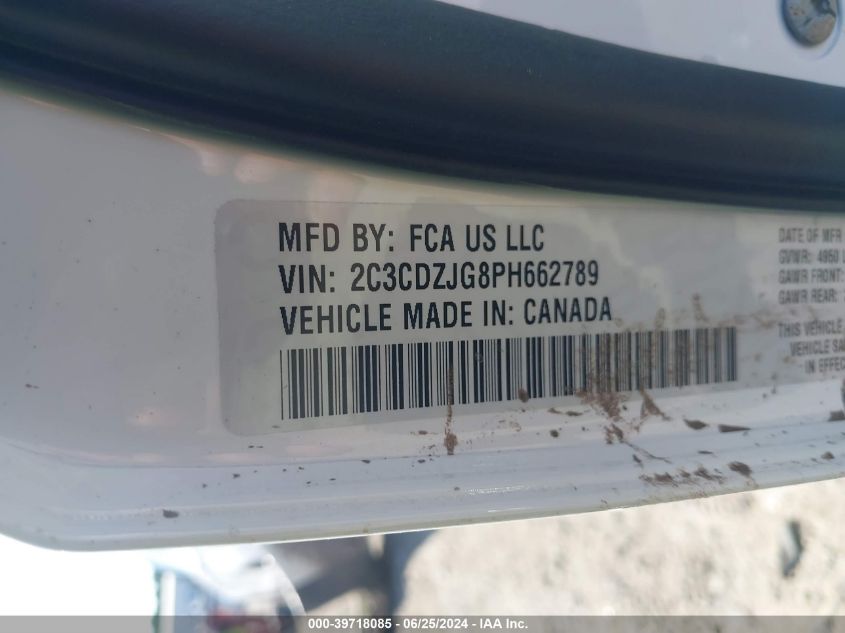 MFD BY: FCA US LLC
VIN: 2C3CDZJG8PH662789
VEHICLE MADE IN: CANADA
DATE OF MFR
GVWR: 4950 L
GAWR FRONT:
GAWR REAR:
THIS VEHICLE
VEHICLE SA
IN EFFEC
000-39718085 - 06/25/2024 - IAA Inc.